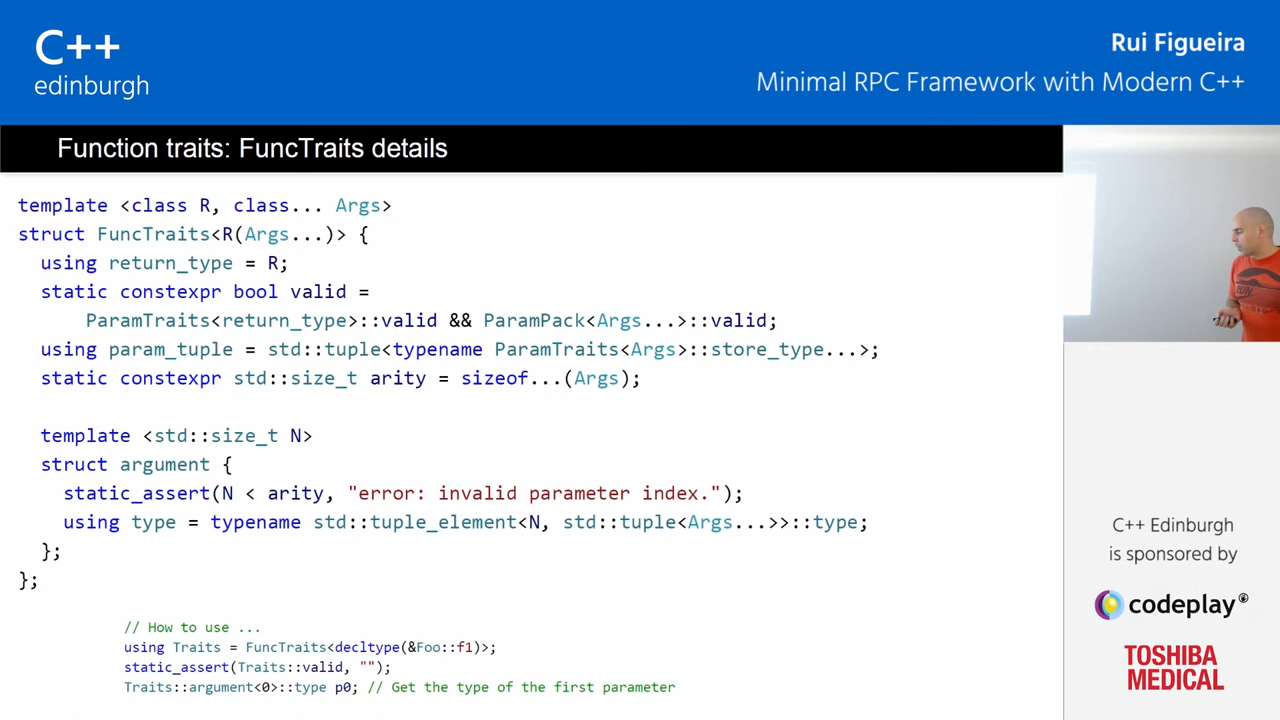 C++
edinburgh
Rui Figueira
Minimal RPC Framework with Modern C++
Function traits: FuncTraits details
template <class R, class... Args>
struct FuncTraits<R(Args...)> {
  using return_type = R;
  static constexpr bool valid =
      ParamTraits<return_type>::valid && ParamPack<Args...>::valid;
  using param_tuple = std::tuple<typename ParamTraits<Args>::store_type...>;
  static constexpr std::size_t arity = sizeof...(Args);
  template <std::size_t N>
  struct argument {
    static_assert(N < arity, "error: invalid parameter index.");
    using type = typename std::tuple_element<N, std::tuple<Args...>>::type;
  };
};
// How to use ...
using Traits = FuncTraits<decltype(&Foo::f1)>;
static_assert(Traits::valid, "");
Traits::argument<0>::type p0; // Get the type of the first parameter
C++ Edinburgh
is sponsored by
codeplay
TOSHIBA
MEDICAL